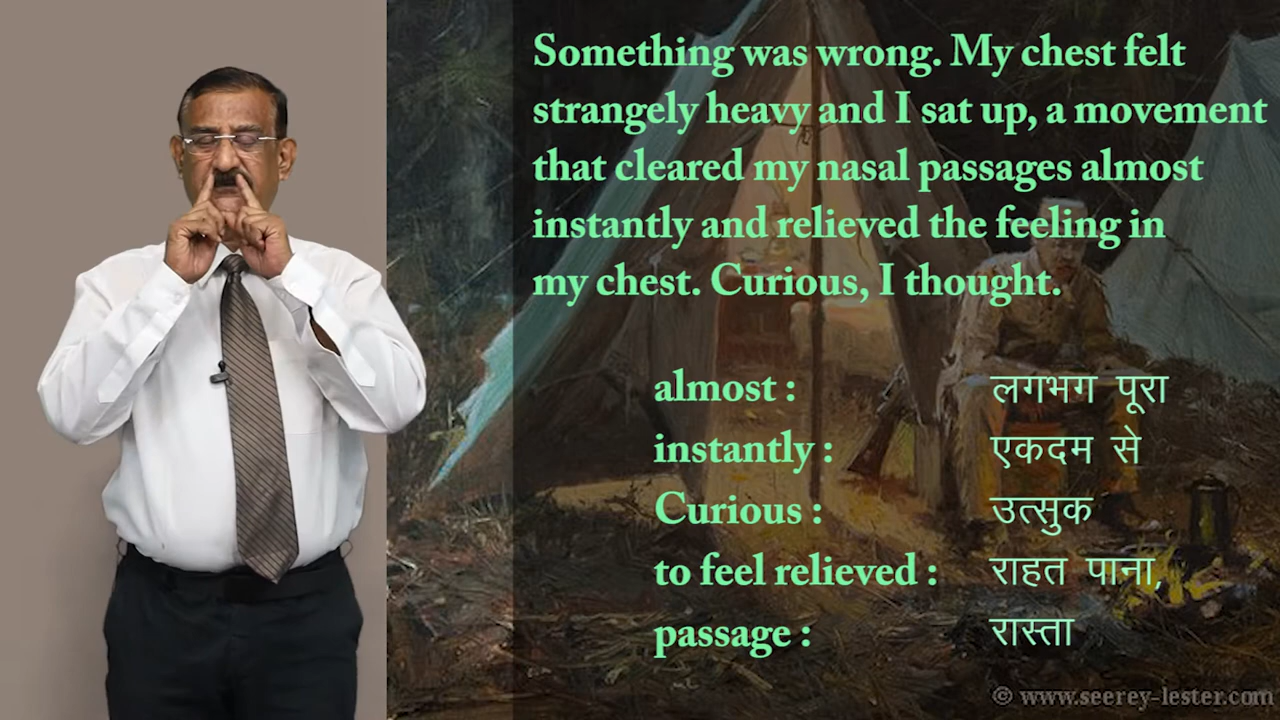 Something was wrong. My chest felt
strangely heavy and I sat up, a movement
that cleared my nasal passages almost
instantly and relieved the feeling in
my chest. Curious, I thought.
almost : लगभग पूरा
instantly : एकदम से
Curious : उत्सुक
to feel relieved : राहत पाना,
passage : रास्ता
© www.seerey-lester.com